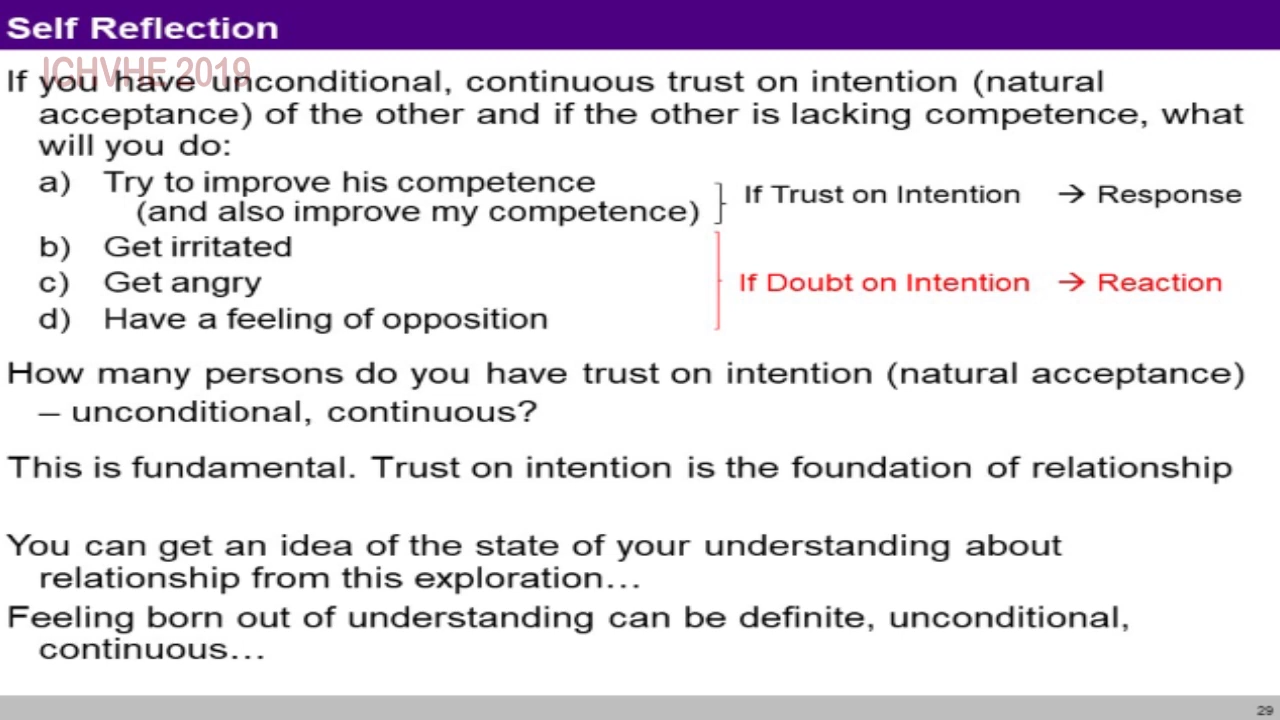 Self Reflection
ICHVHE 2019
If you have unconditional, continuous trust on intention (natural
acceptance) of the other and if the other is lacking competence, what
will you do:
a) Try to improve his competence
(and also improve my competence)
If Trust on Intention → Response
b) Get irritated
c) Get angry
d) Have a feeling of opposition
If Doubt on Intention → Reaction
How many persons do you have trust on intention (natural acceptance)
– unconditional, continuous?
This is fundamental. Trust on intention is the foundation of relationship
You can get an idea of the state of your understanding about
relationship from this exploration…
Feeling born out of understanding can be definite, unconditional,
continuous…
29